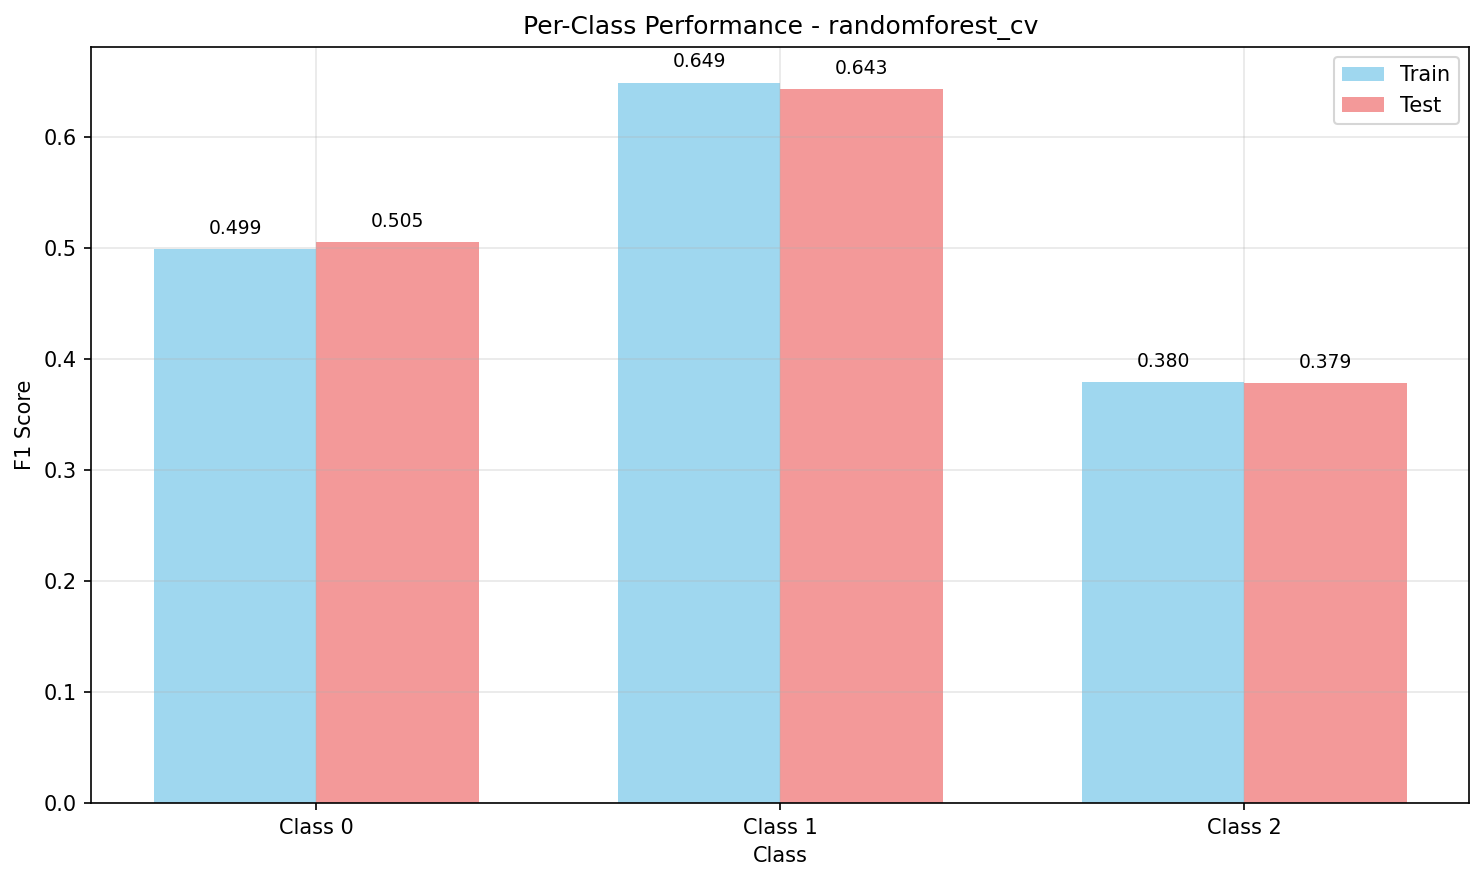 Per-Class Performance - randomforest_cv
Train
Test
0.499
0.505
0.649
0.643
0.380
0.379
F1 Score
0.6
0.5
0.4
0.3
0.2
0.1
0.0
Class 0
Class 1
Class 2
Class